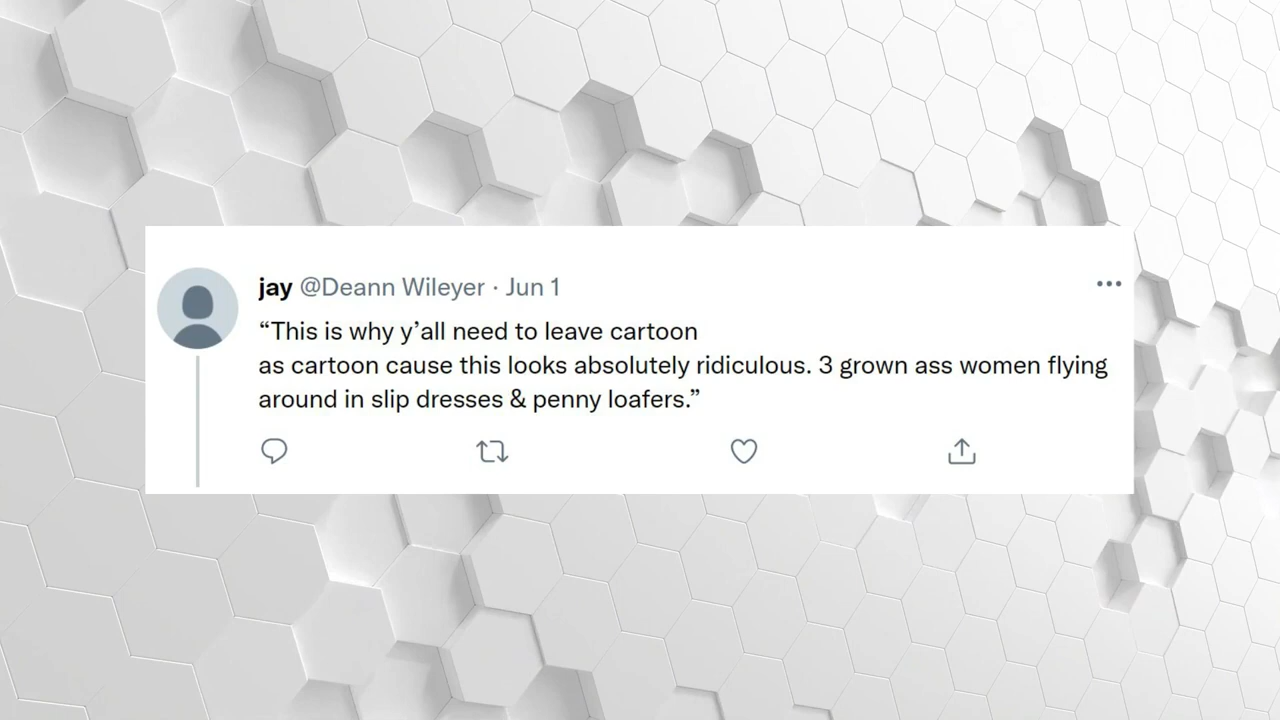 jay @Deann Wileyer · Jun 1
“This is why y’all need to leave cartoon
as cartoon cause this looks absolutely ridiculous. 3 grown ass women flying
around in slip dresses & penny loafers.”